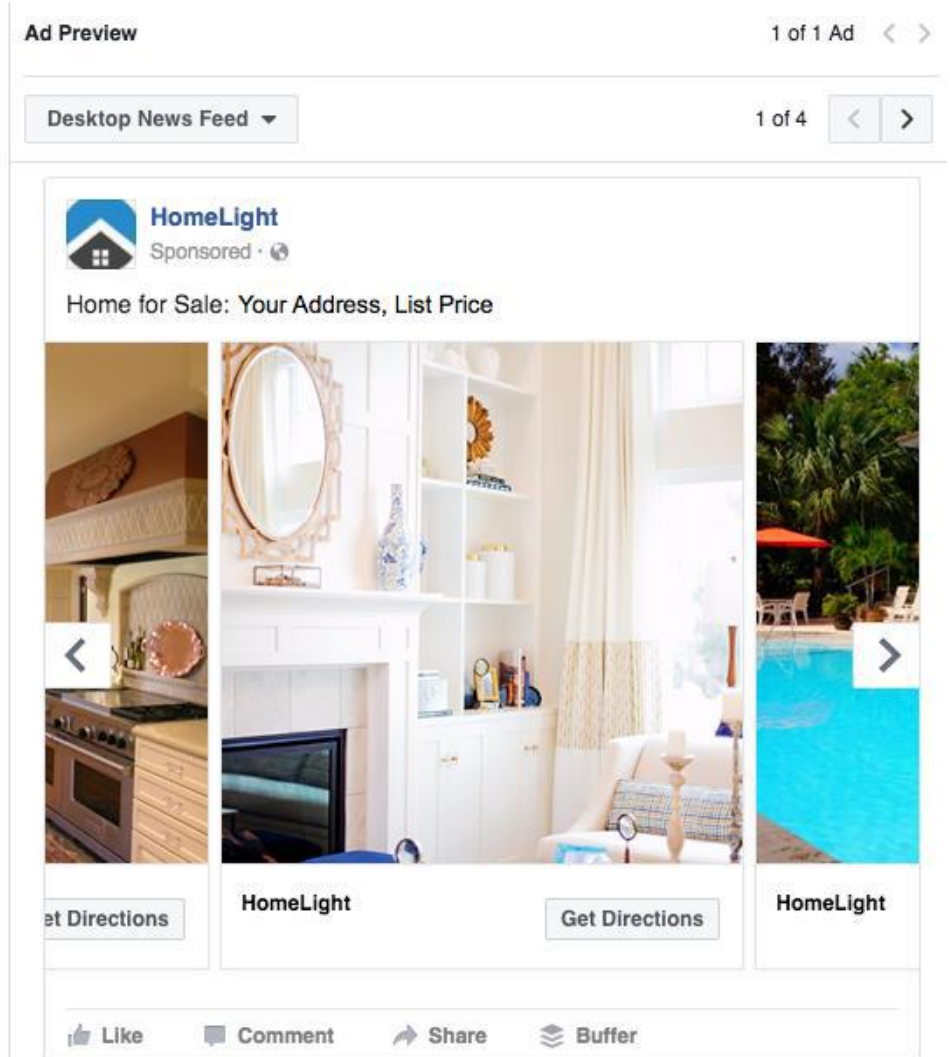 Ad Preview
1 of 1 Ad
Desktop News Feed
1 of 4
HomeLight
Sponsored ·
Home for Sale: Your Address, List Price
et Directions
HomeLight
Get Directions
HomeLight
Like Comment Share Buffer